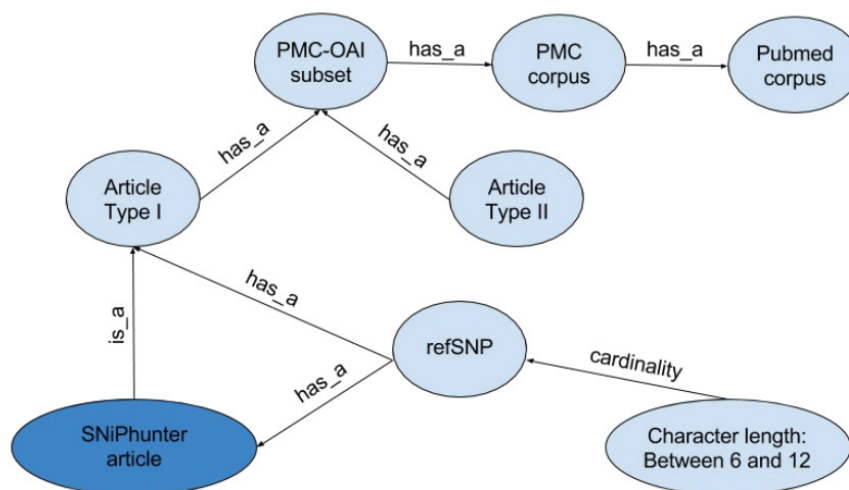 PMC-OAI
subset
has_a
PMC
corpus
has_a
Pubmed
corpus
has_a
has_a
Article
Type I
Article
Type II
is_a
has_a
has_a
refSNP
cardinality
SNiPhunter
article
Character length:
Between 6 and 12